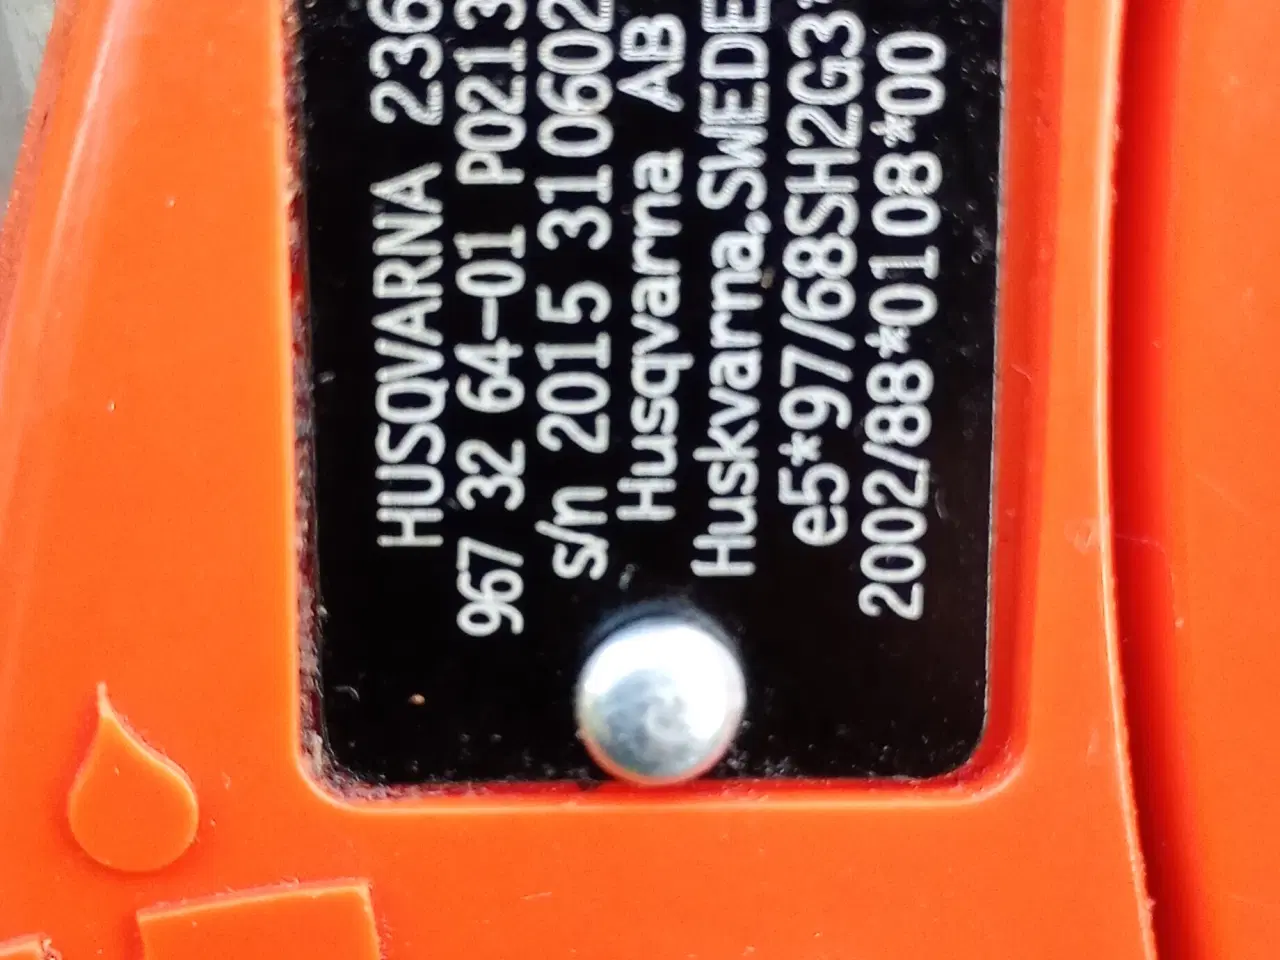 HUSQVARNA 236
967 32 64-01 P0213
s/n 2015 3110602
Husqvarna AB
Huskvarna,SWEDE
e5*97/68SH2G3*
2002/88*0108*00